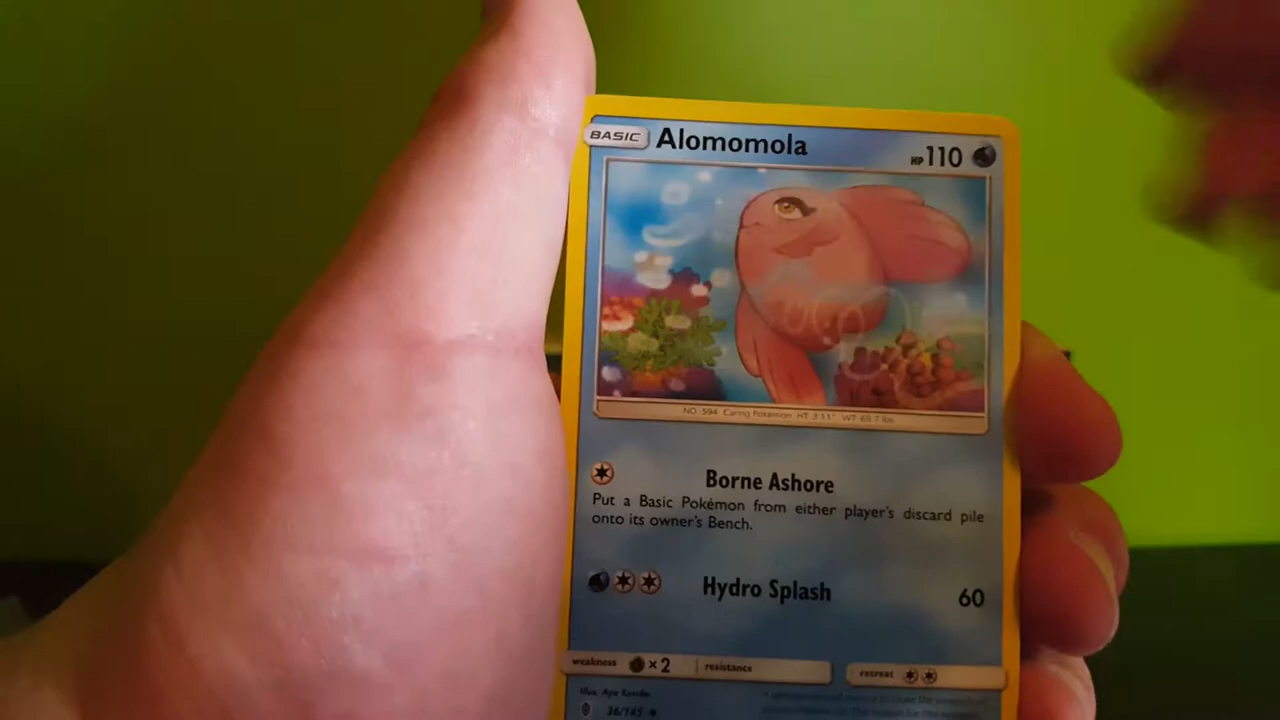 BASIC Alomomola HP 110
NO. 594 Caring Pokémon HT 3'11" WT 69.7 lbs.
Borne Ashore
Put a Basic Pokémon from either player's discard pile
onto its owner's Bench.
Hydro Splash 60
weakness ×2 resistance retreat
Illus. Aya Kusube
36/145